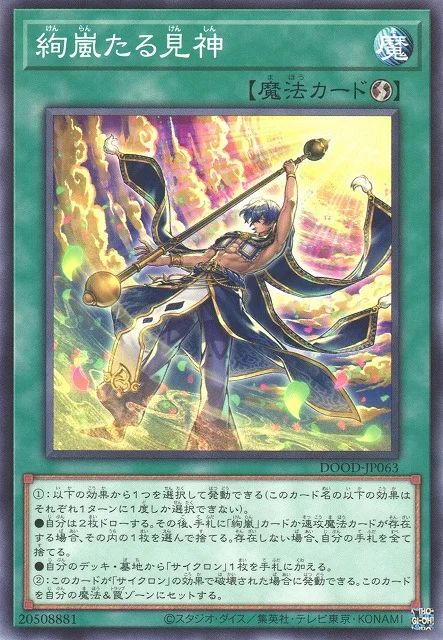 絢嵐たる見神
魔
【魔法カード】
DOOD-JP063
①:以下の効果から1つを選択して発動できる(このカード名の以下の効果は
それぞれ1ターンに1度しか選択できない)。
●自分は2枚ドローする。その後、手札に「絢嵐」カードか速攻魔法カードが存在
する場合、その内の1枚を選んで捨てる。存在しない場合、自分の手札を全て
捨てる。
●自分のデッキ・墓地から「サイクロン」1枚を手札に加える。
②:このカードが「サイクロン」の効果で破壊された場合に発動できる。このカード
を自分の魔法&罠ゾーンにセットする。
20508881
©スタジオ・ダイス/集英社・テレビ東京・KONAMI